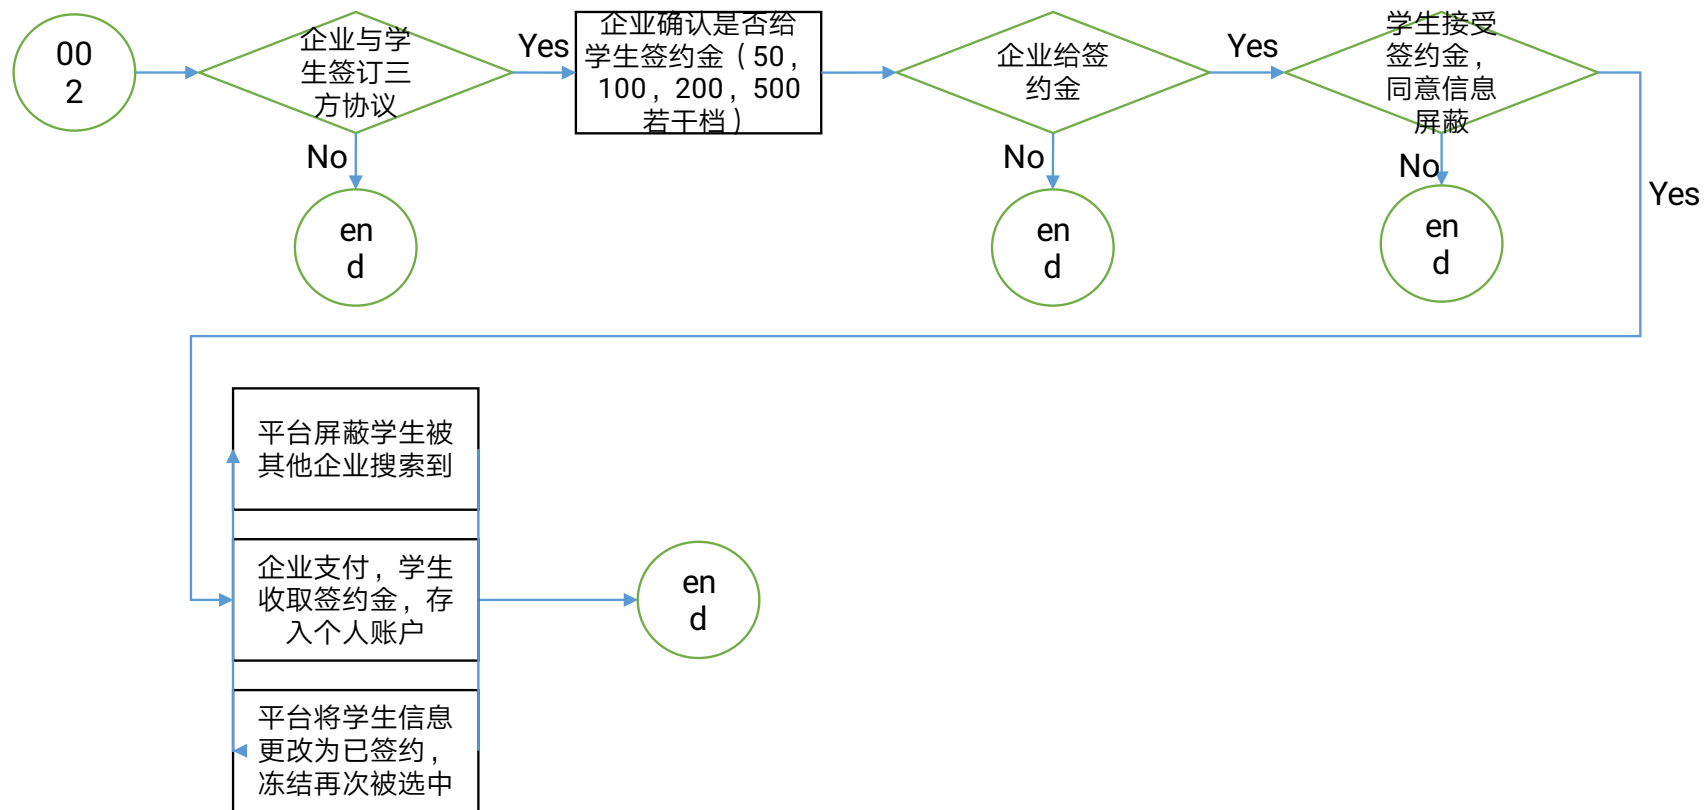 00
2
企业与学
生签订三
方协议
Yes
企业确认是否给
学生签约金（50，
100，200，500
若干档）
企业给签
约金
Yes
学生接受
签约金，
同意信息
屏蔽
No
No
No
Yes
en
d
en
d
en
d
平台屏蔽学生被
其他企业搜索到
企业支付，学生
收取签约金，存
入个人账户
en
d
平台将学生信息
更改为已签约，
冻结再次被选中